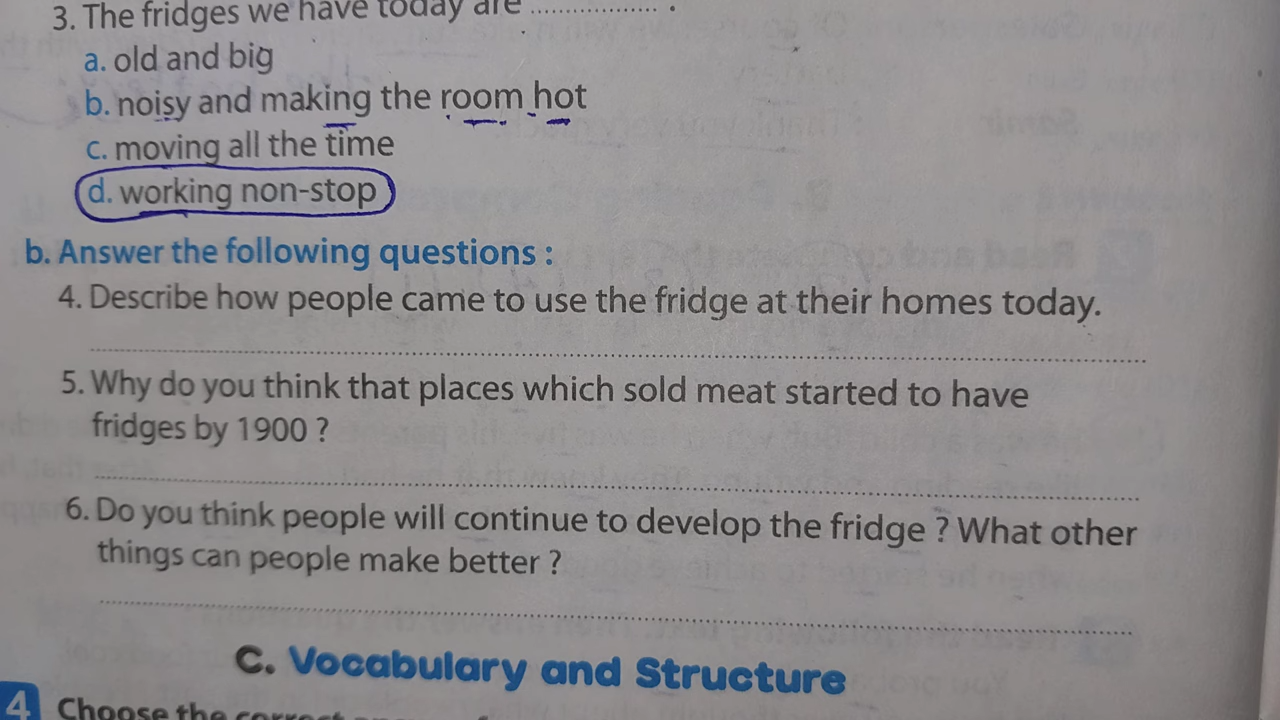 3. The fridges we have today are .................... .
a. old and big
b. noisy and making the room hot
c. moving all the time
d. working non-stop
b. Answer the following questions :
4. Describe how people came to use the fridge at their homes today.
5. Why do you think that places which sold meat started to have
fridges by 1900 ?
6. Do you think people will continue to develop the fridge ? What other
things can people make better ?
C. Vocabulary and Structure
4 Choose the correct